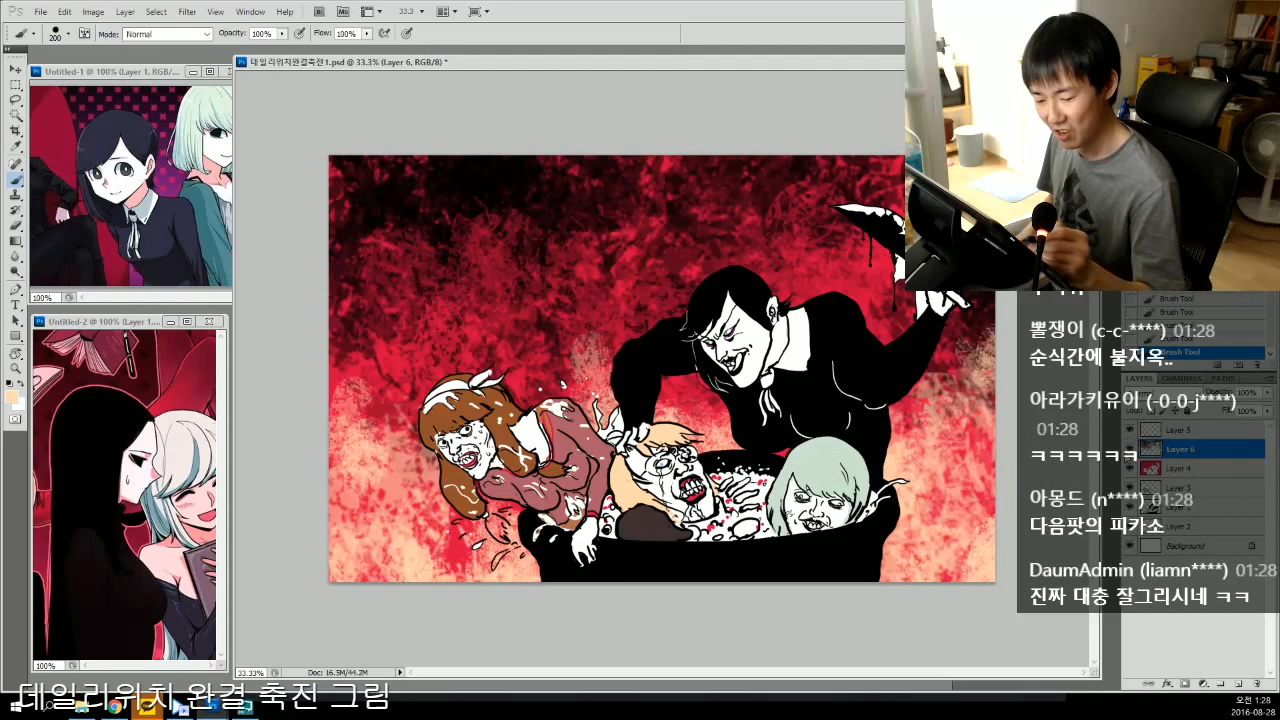 Ps File Edit Image Layer Select Filter View Window Help Br Mb 33.3
200 Mode: Normal Opacity: 100% Flow: 100%
Untitled-1 @ 100% (Layer 1, RGB/...
데일리위치완결축전1.psd @ 33.3% (Layer 6, RGB/8) *
100%
Untitled-2 @ 100% (Layer 1,...
100%
33.33% Doc: 16.5M/44.2M
Brush Tool
Brush Tool
Brush Tool
뽈쟁이 (c-c-****) 01:28
순식간에 불지옥..
LAYERS CHANNELS PATHS
Opacity: 100%
아라가키유이 (-0-0-j****)
01:28
ㅋㅋㅋㅋㅋㅋ
Layer 5
Layer 6
Layer 4
Layer 3
Layer 2
Background
아몽드 (n****) 01:28
다음팟의 피카소
DaumAdmin (liamn****) 01:28
진짜 대충 잘그리시네 ㅋㅋ
데일리위치 완결 축전 그림
오전 1:28
2016-08-28